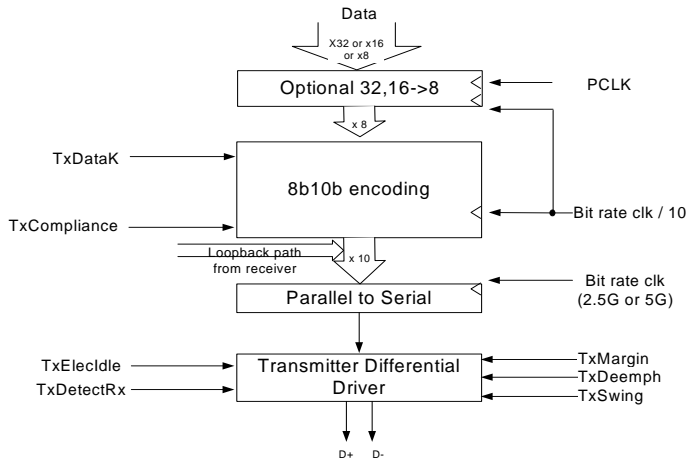 Data
X32 or x16
or x8
Optional 32,16->8
PCLK
x 8
TxDataK
8b10b encoding
TxCompliance
Bit rate clk / 10
Loopback path
from receiver
x 10
Parallel to Serial
Bit rate clk
(2.5G or 5G)
TxElecIdle
TxDetectRx
Transmitter Differential
Driver
TxMargin
TxDeemph
TxSwing
D+ D-